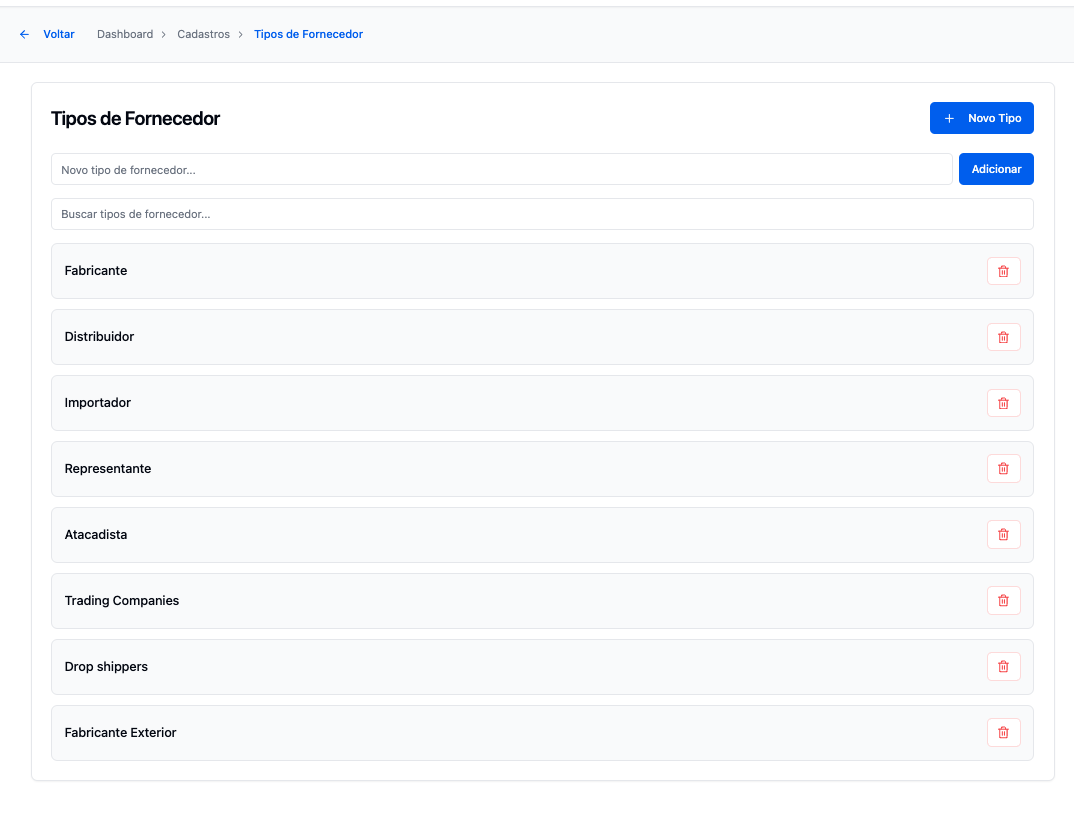 Voltar Dashboard Cadastros Tipos de Fornecedor
Tipos de Fornecedor
Novo Tipo
Novo tipo de fornecedor...
Adicionar
Buscar tipos de fornecedor...
Fabricante
Distribuidor
Importador
Representante
Atacadista
Trading Companies
Drop shippers
Fabricante Exterior